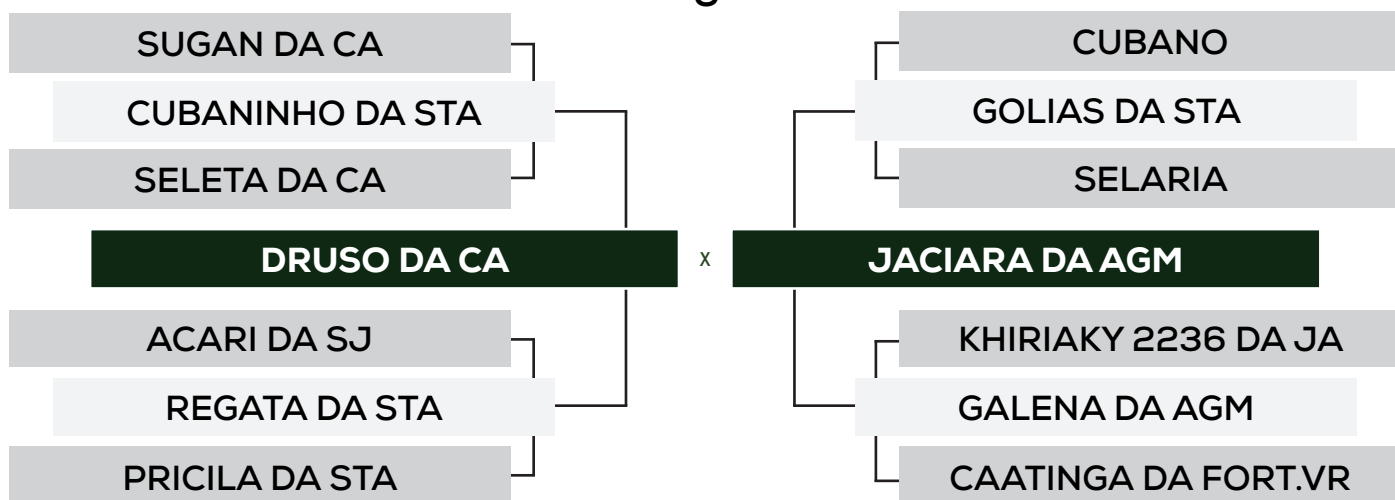 SUGAN DA CA
CUBANINHO DA STA
SELETA DA CA
DRUSO DA CA
ACARI DA SJ
REGATA DA STA
PRICILA DA STA
x
CUBANO
GOLIAS DA STA
SELARIA
JACIARA DA AGM
KHIRIAKY 2236 DA JA
GALENA DA AGM
CAATINGA DA FORT.VR